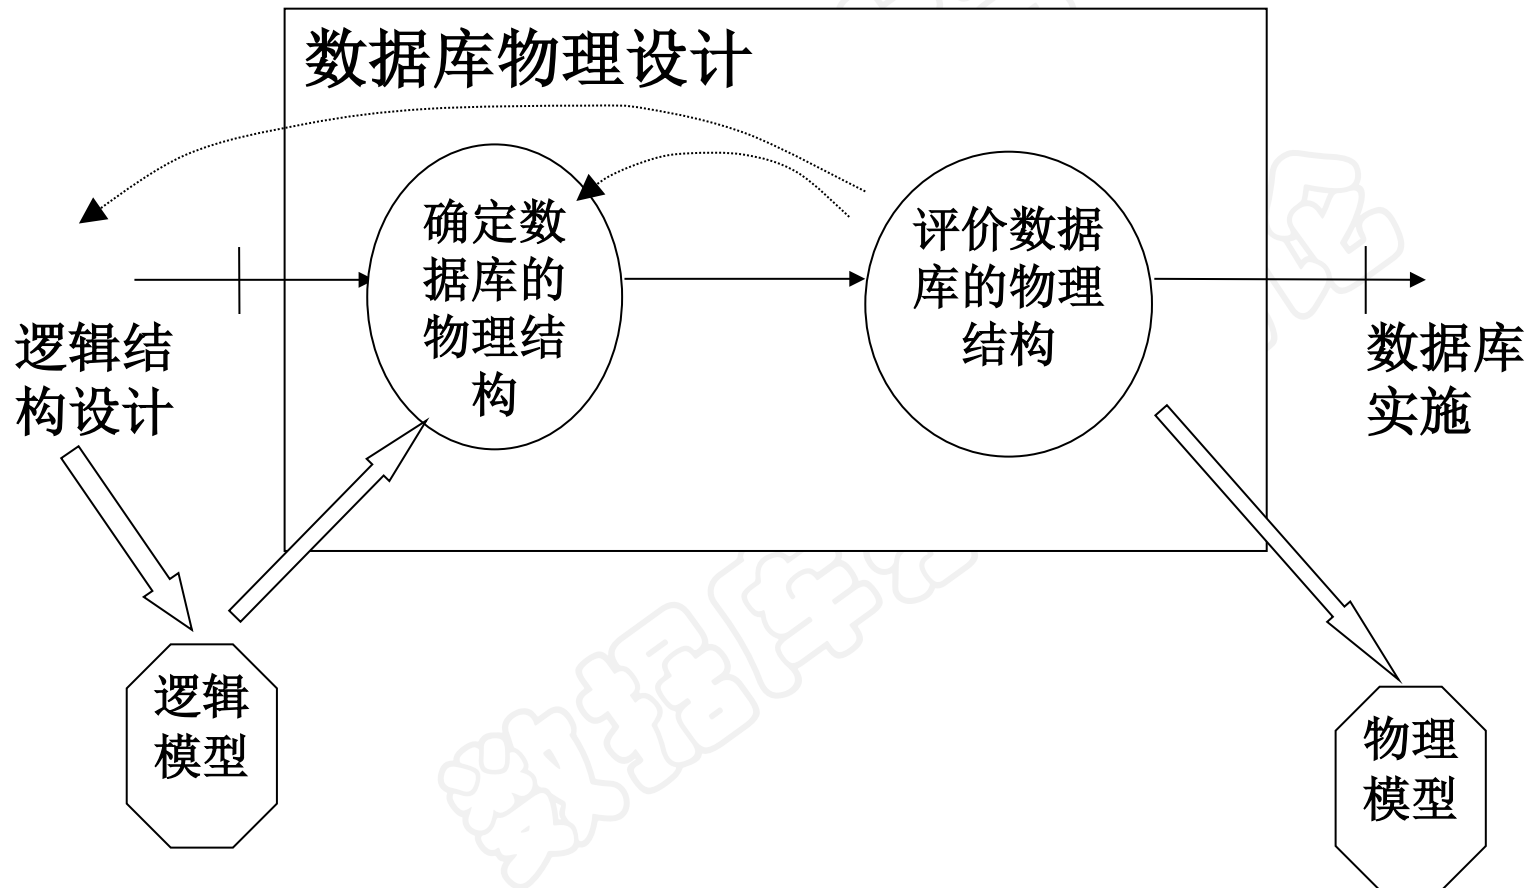 数据库物理设计
确定数
据库的
物理结
构
评价数据
库的物理
结构
逻辑结
构设计
数据库
实施
逻辑
模型
物理
模型